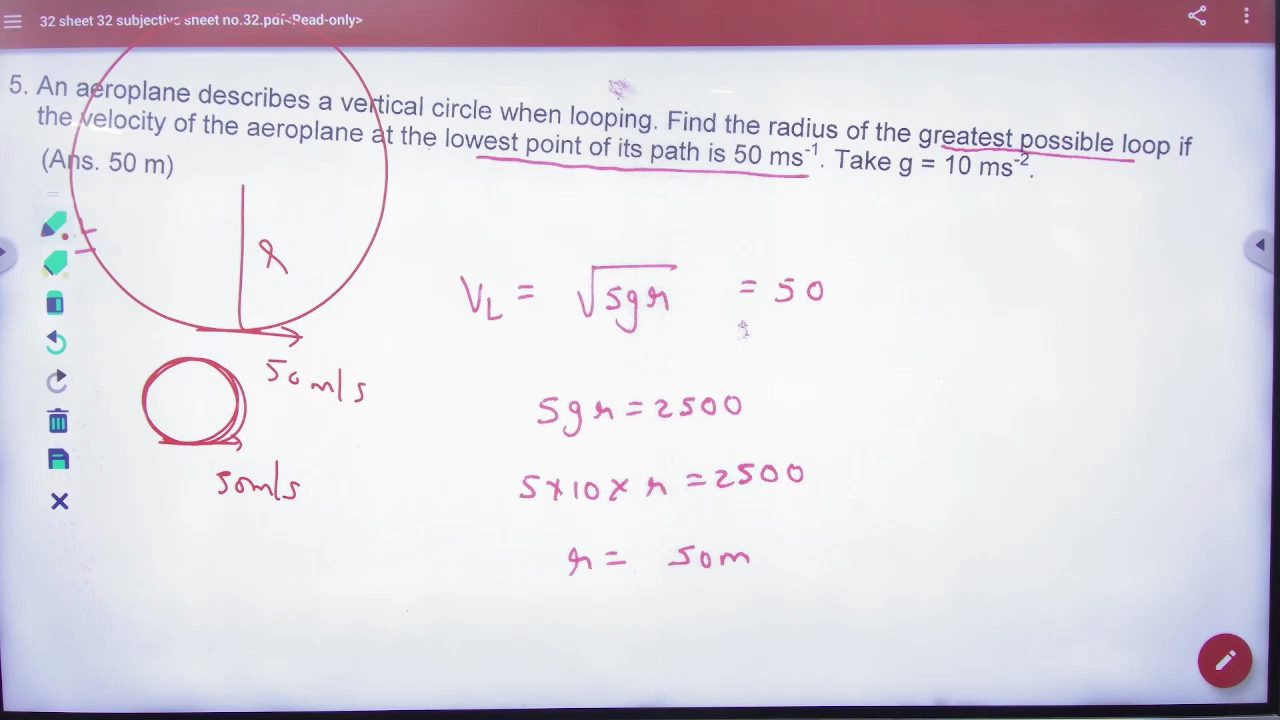 32 sheet 32 subjective sheet no.32.pdf<Read-only>
5. An aeroplane describes a vertical circle when looping. Find the radius of the greatest possible loop if
the velocity of the aeroplane at the lowest point of its path is 50 ms⁻¹. Take g = 10 ms⁻².
(Ans. 50 m)
r
V_L = √5gr = 50
50 m/s
5gr = 2500
50m/s
5×10×r = 2500
r = 50m